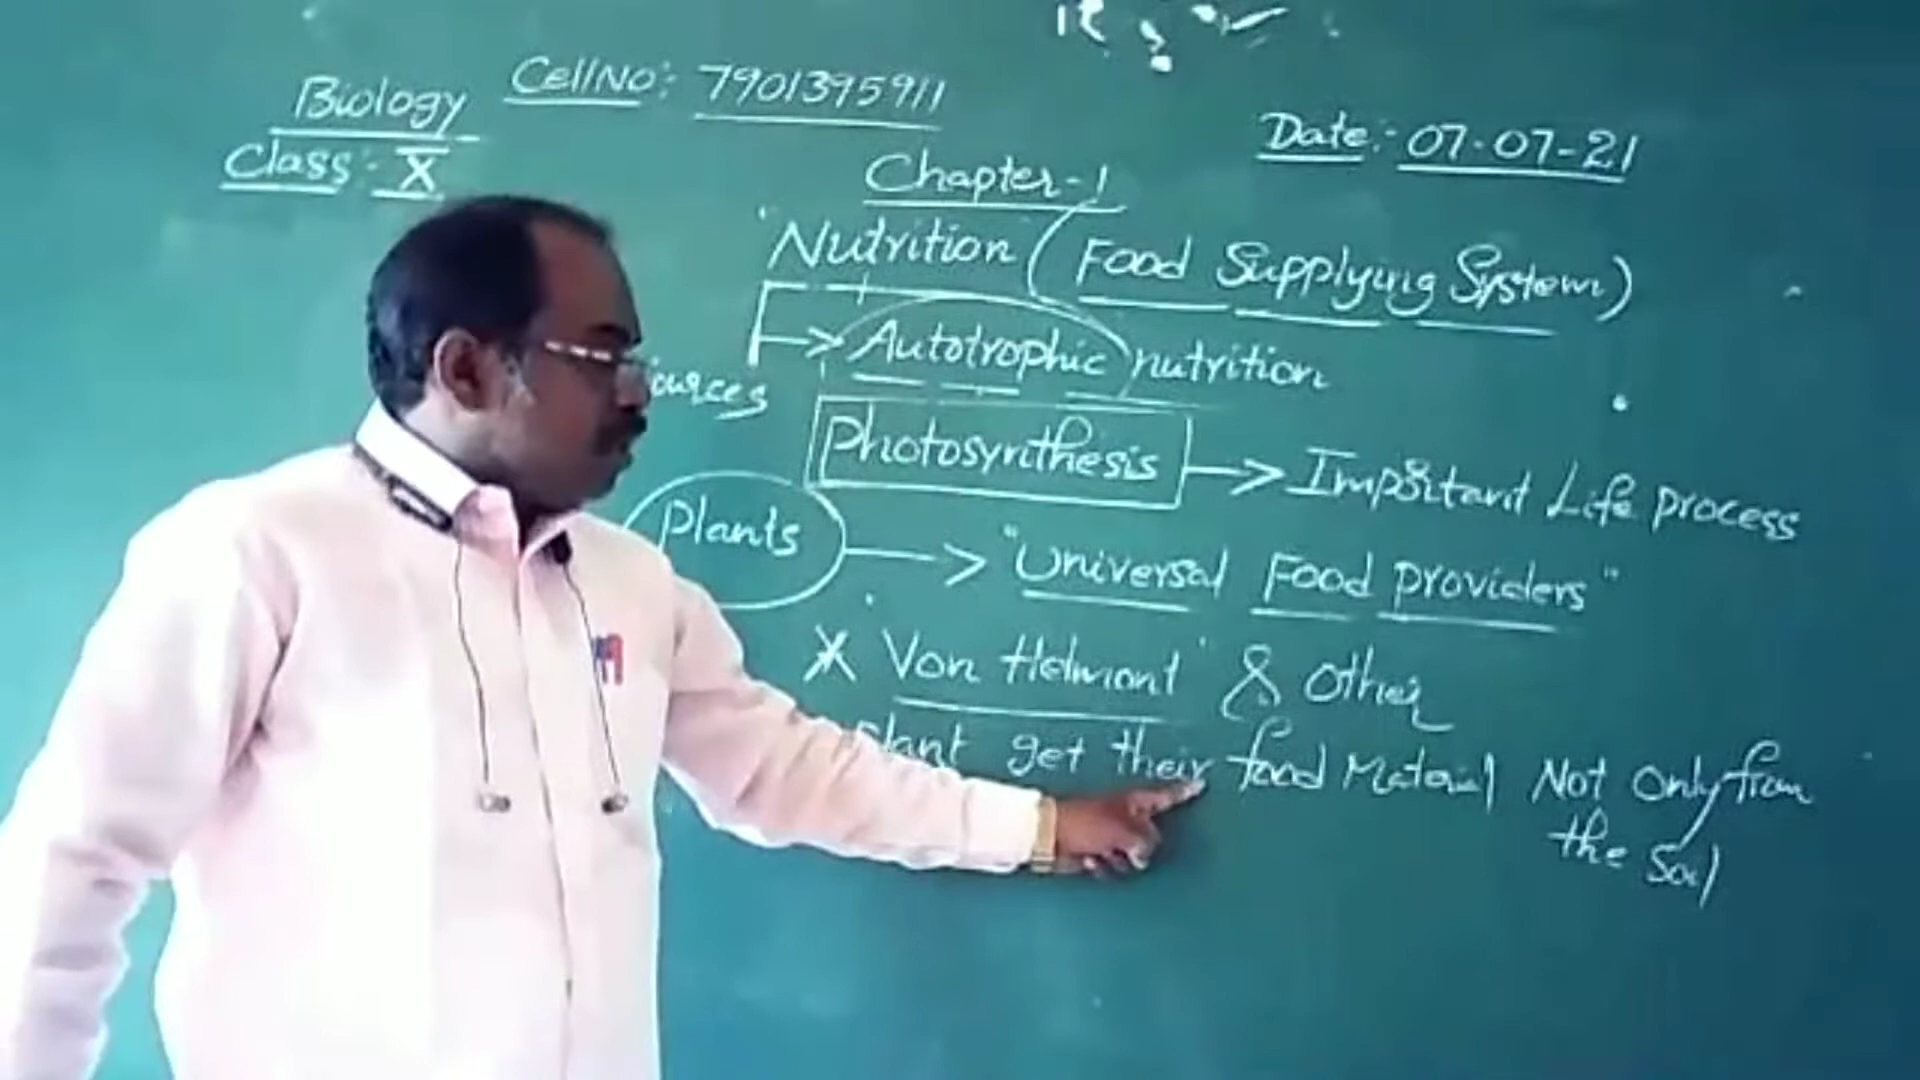 Biology
CellNo:- 7901395911
Date:- 07-07-21
Class:- X
Chapter-1
"Nutrition (Food Supplying System)
Autotrophic nutrition
ources
Photosynthesis → Important Life process
Plants → "Universal Food providers"
Von Helmont & Other
Plant get their food Material Not Only from
the Soil